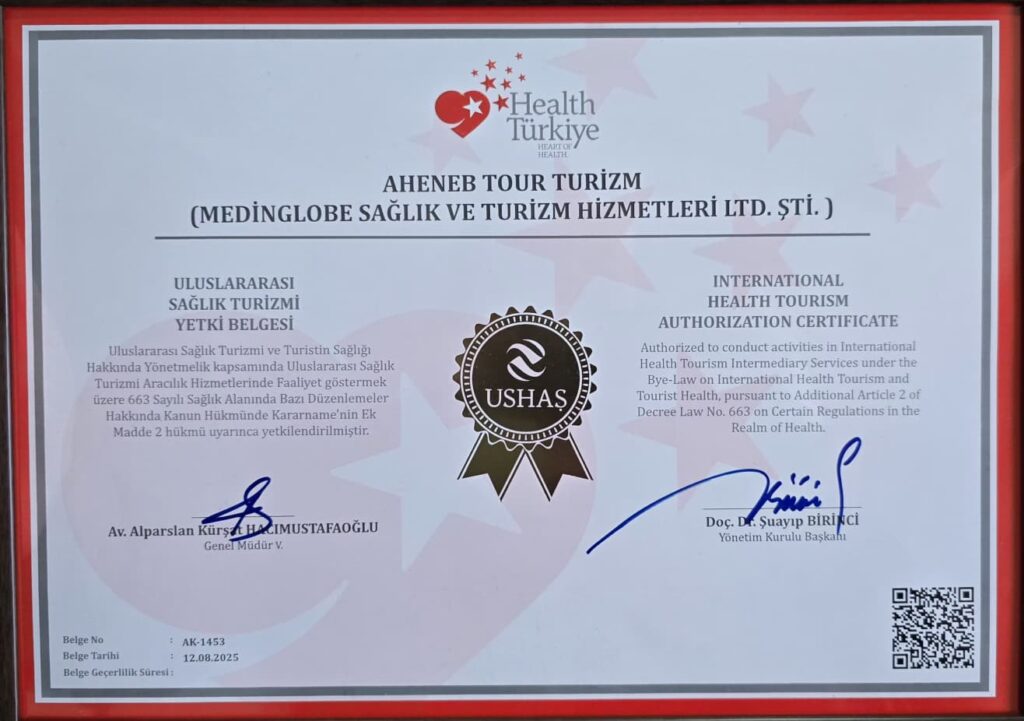 Health
Türkiye
HEART OF
HEALTH.
AHENEB TOUR TURİZM
(MEDİNGLOBE SAĞLIK VE TURİZM HİZMETLERİ LTD. ŞTİ. )
ULUSLARARASI
SAĞLIK TURİZMİ
YETKİ BELGESİ
Uluslararası Sağlık Turizmi ve Turistin Sağlığı
Hakkında Yönetmelik kapsamında Uluslararası Sağlık
Turizmi Aracılık Hizmetlerinde Faaliyet göstermek
üzere 663 Sayılı Sağlık Alanında Bazı Düzenlemeler
Hakkında Kanun Hükmünde Kararname'nin Ek
Madde 2 hükmü uyarınca yetkilendirilmiştir.
USHAŞ
INTERNATIONAL
HEALTH TOURISM
AUTHORIZATION CERTIFICATE
Authorized to conduct activities in International
Health Tourism Intermediary Services under the
Bye-Law on International Health Tourism and
Tourist Health, pursuant to Additional Article 2 of
Decree Law No. 663 on Certain Regulations in the
Realm of Health.
Av. Alparslan Kürşat HACIMUSTAFAOĞLU
Genel Müdür V.
Doç. Dr. Şuayıp BİRİNCİ
Yönetim Kurulu Başkanı
Belge No : AK-1453
Belge Tarihi : 12.08.2025
Belge Geçerlilik Süresi :